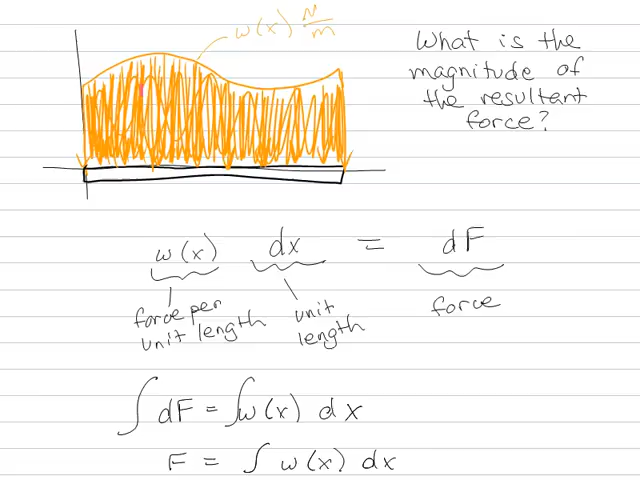 w(x) N/m
What is the
magnitude of
the resultant
force?
w(x) dx = dF
force per
unit length
unit
length
force
∫ dF = ∫ w(x) dx
F = ∫ w(x) dx